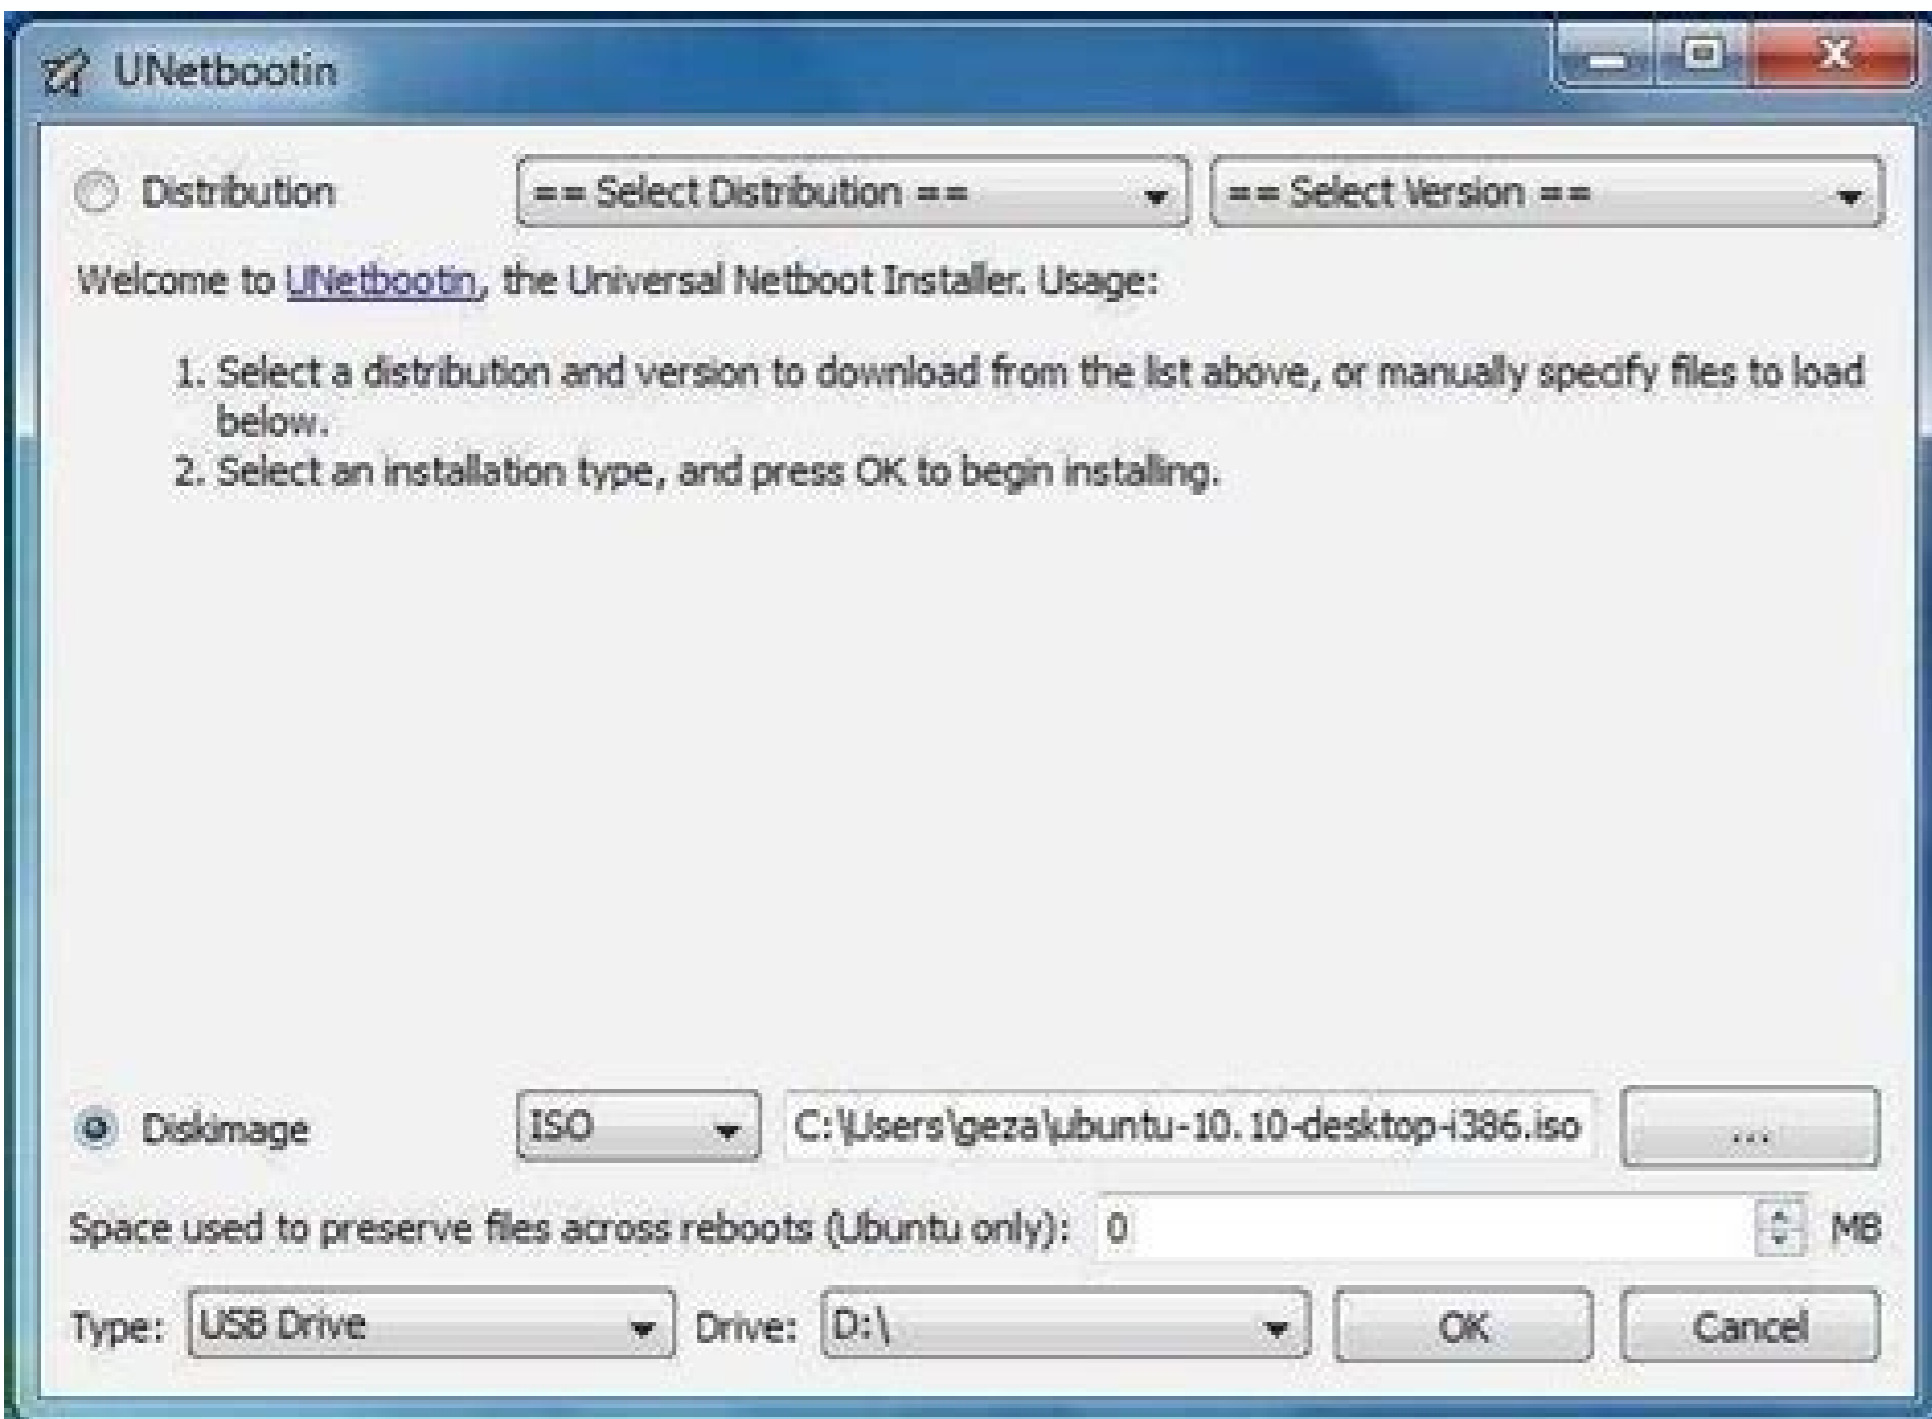 UNetbootin
Distribution == Select Distribution == == Select Version ==
Welcome to UNetbootin, the Universal Netboot Installer. Usage:
1. Select a distribution and version to download from the list above, or manually specify files to load
below.
2. Select an installation type, and press OK to begin installing.
Diskimage ISO C:\Users\geza\ubuntu-10.10-desktop-i386.iso ...
Space used to preserve files across reboots (Ubuntu only): 0 MB
Type: USB Drive Drive: D:\ OK Cancel